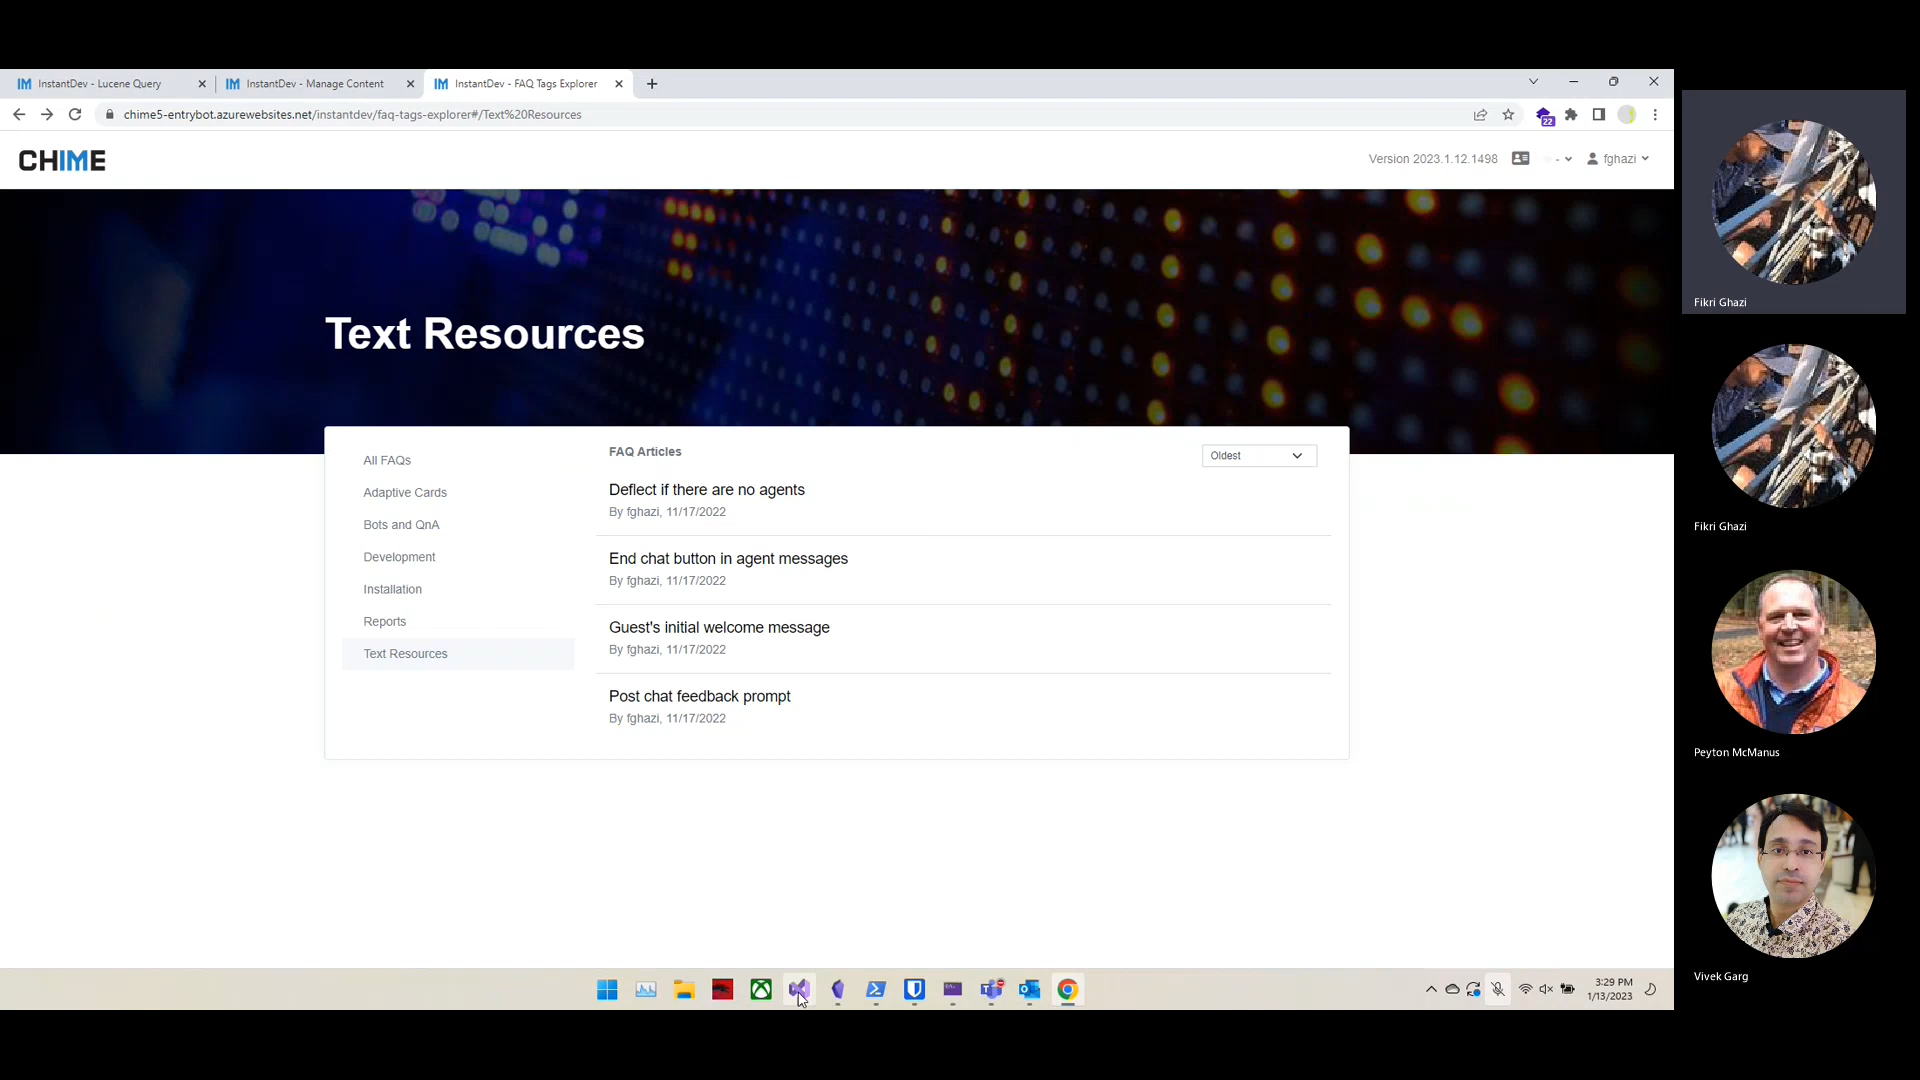 InstantDev - Lucene Query
InstantDev - Manage Content
InstantDev - FAQ Tags Explorer
chime5-entrybot.azurewebsites.net/instantdev/faq-tags-explorer#/Text%20Resources
22
CHIME
Version 2023.1.12.1498
-
fghazi
Text Resources
All FAQs
Adaptive Cards
Bots and QnA
Development
Installation
Reports
Text Resources
FAQ Articles
Oldest
Deflect if there are no agents
By fghazi, 11/17/2022
End chat button in agent messages
By fghazi, 11/17/2022
Guest's initial welcome message
By fghazi, 11/17/2022
Post chat feedback prompt
By fghazi, 11/17/2022
3:29 PM
1/13/2023
Fikri Ghazi
Fikri Ghazi
Peyton McManus
Vivek Garg